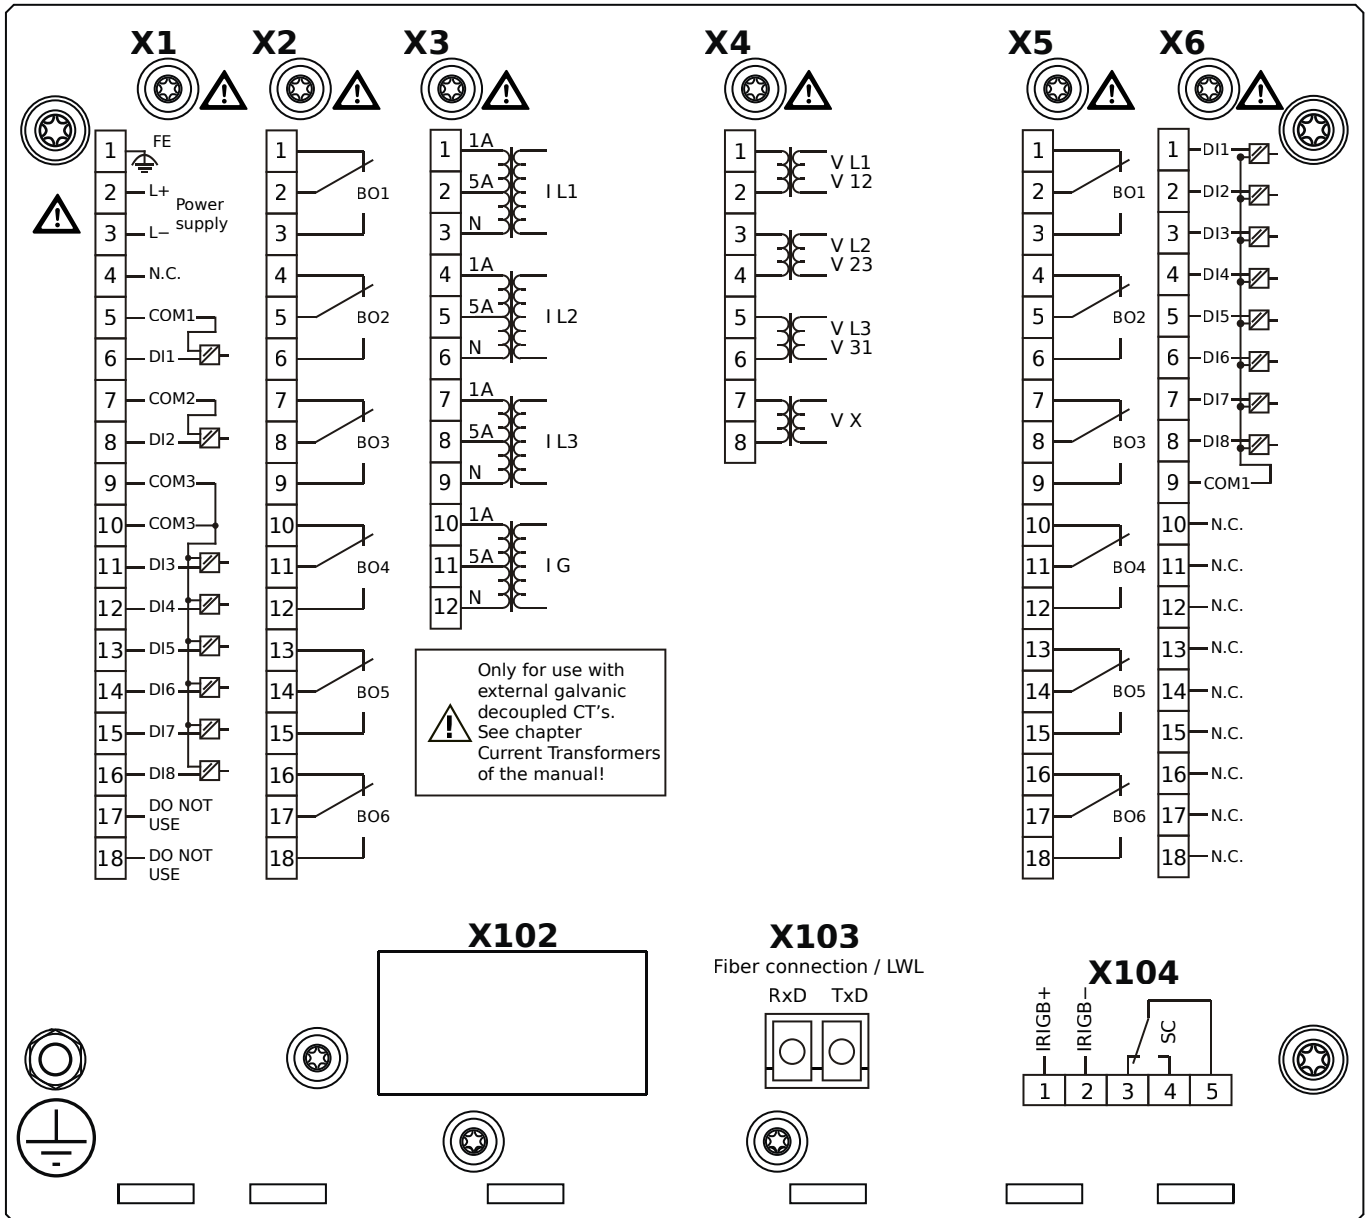 X1 X2 X3 X4 X5 X6
1 FE
2 L+
Power
supply
3 L−
4 N.C.
5 COM1
6 DI1
7 COM2
8 DI2
9 COM3
10 COM3
11 DI3
12 DI4
13 DI5
14 DI6
15 DI7
16 DI8
17 DO NOT
USE
18 DO NOT
USE
1
2 BO1
3
4
5 BO2
6
7
8 BO3
9
10
11 BO4
12
13
14 BO5
15
16
17 BO6
18
1 1A
2 5A I L1
3 N
4 1A
5 5A I L2
6 N
7 1A
8 5A I L3
9 N
10 1A
11 5A I G
12 N
Only for use with
external galvanic
decoupled CT's.
See chapter
Current Transformers
of the manual!
1 V L1
2 V 12
3 V L2
4 V 23
5 V L3
6 V 31
7 V X
8
1
2 BO1
3
4
5 BO2
6
7
8 BO3
9
10
11 BO4
12
13
14 BO5
15
16
17 BO6
18
1 DI1
2 DI2
3 DI3
4 DI4
5 DI5
6 DI6
7 DI7
8 DI8
9 COM1
10 N.C.
11 N.C.
12 N.C.
13 N.C.
14 N.C.
15 N.C.
16 N.C.
17 N.C.
18 N.C.
X102
X103
Fiber connection / LWL
RxD TxD
X104
IRIGB+ IRIGB− SC
1 2 3 4 5